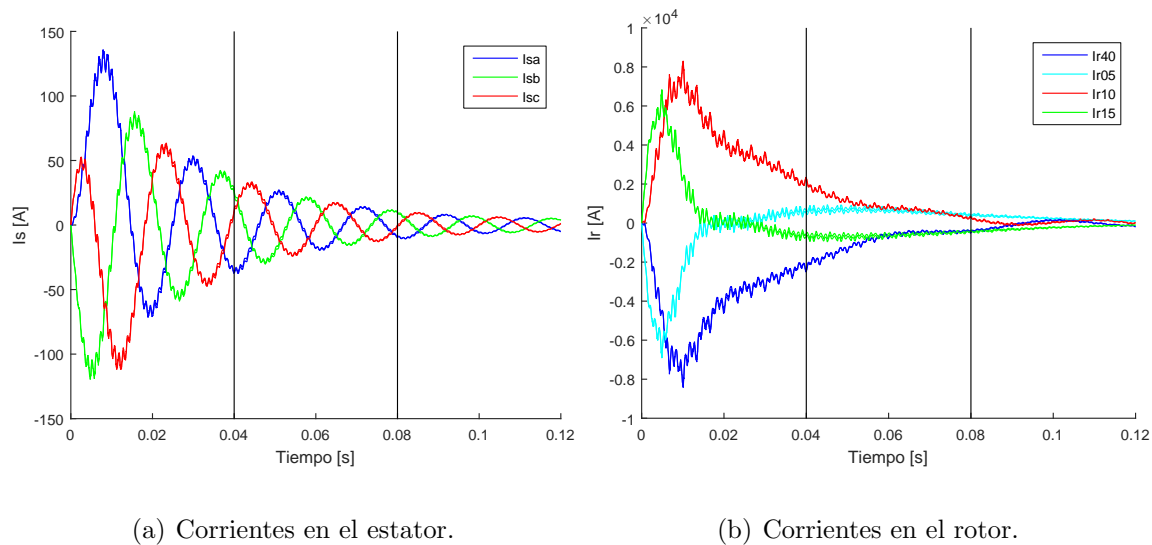 150
100
50
0
-50
-100
-150
Is [A]
0
0.02
0.04
0.06
0.08
0.1
0.12
Tiempo [s]
Isa
Isb
Isc
×10⁴
1
0.8
0.6
0.4
0.2
0
-0.2
-0.4
-0.6
-0.8
-1
Ir [A]
0
0.02
0.04
0.06
0.08
0.1
0.12
Tiempo [s]
Ir40
Ir05
Ir10
Ir15
(a) Corrientes en el estator.
(b) Corrientes en el rotor.